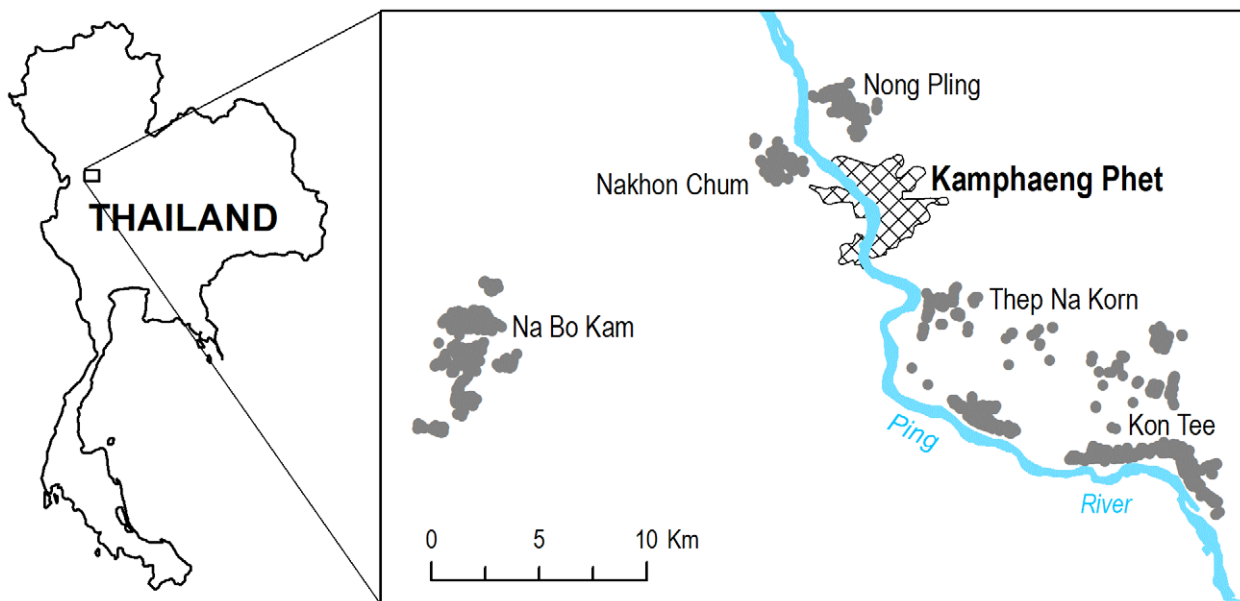 THAILAND
Nong Pling
Nakhon Chum
Kamphaeng Phet
Thep Na Korn
Na Bo Kam
Kon Tee
Ping
River
0 5 10 Km